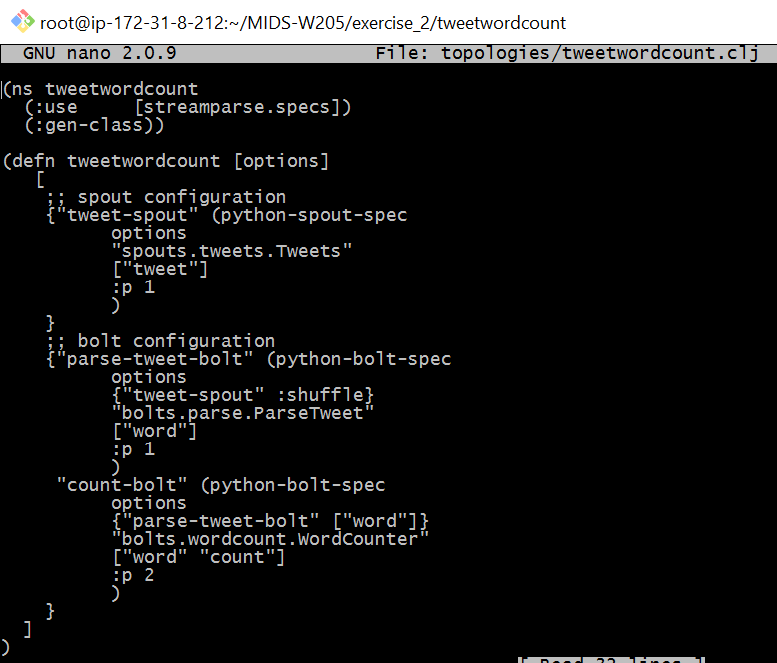 root@ip-172-31-8-212:~/MIDS-W205/exercise_2/tweetwordcount
GNU nano 2.0.9 File: topologies/tweetwordcount.clj
(ns tweetwordcount
  (:use     [streamparse.specs])
  (:gen-class))
(defn tweetwordcount [options]
   [
    ;; spout configuration
    {"tweet-spout" (python-spout-spec
          options
          "spouts.tweets.Tweets"
          ["tweet"]
          :p 1
          )
    }
    ;; bolt configuration
    {"parse-tweet-bolt" (python-bolt-spec
          options
          {"tweet-spout" :shuffle}
          "bolts.parse.ParseTweet"
          ["word"]
          :p 1
          )
     "count-bolt" (python-bolt-spec
          options
          {"parse-tweet-bolt" ["word"]}
          "bolts.wordcount.WordCounter"
          ["word" "count"]
          :p 2
          )
    }
  ]
)